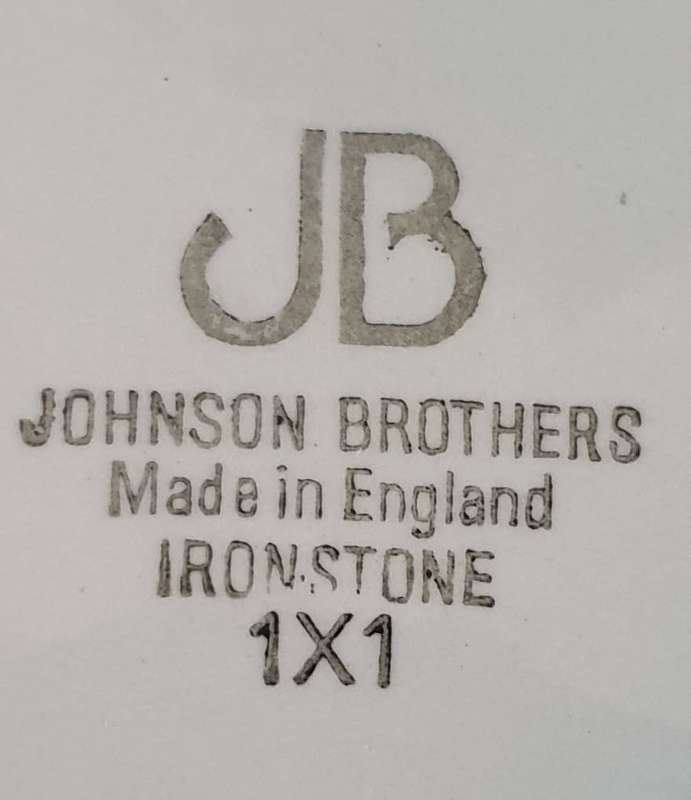 JB
JOHNSON BROTHERS
Made in England
IRONSTONE
1X1